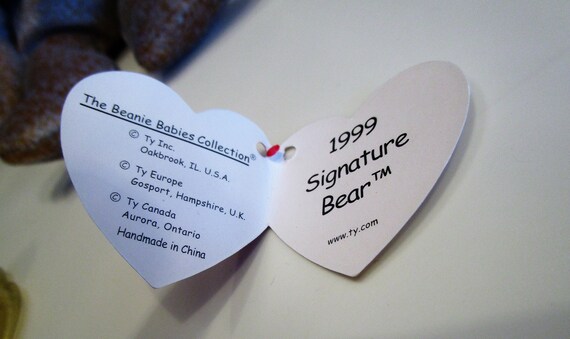 The Beanie Babies Collection®
© Ty Inc.
Oakbrook, IL. U.S.A.
© Ty Europe
Gosport, Hampshire, U.K.
© Ty Canada
Aurora, Ontario
Handmade in China
1999
Signature
Bear™
www.ty.com